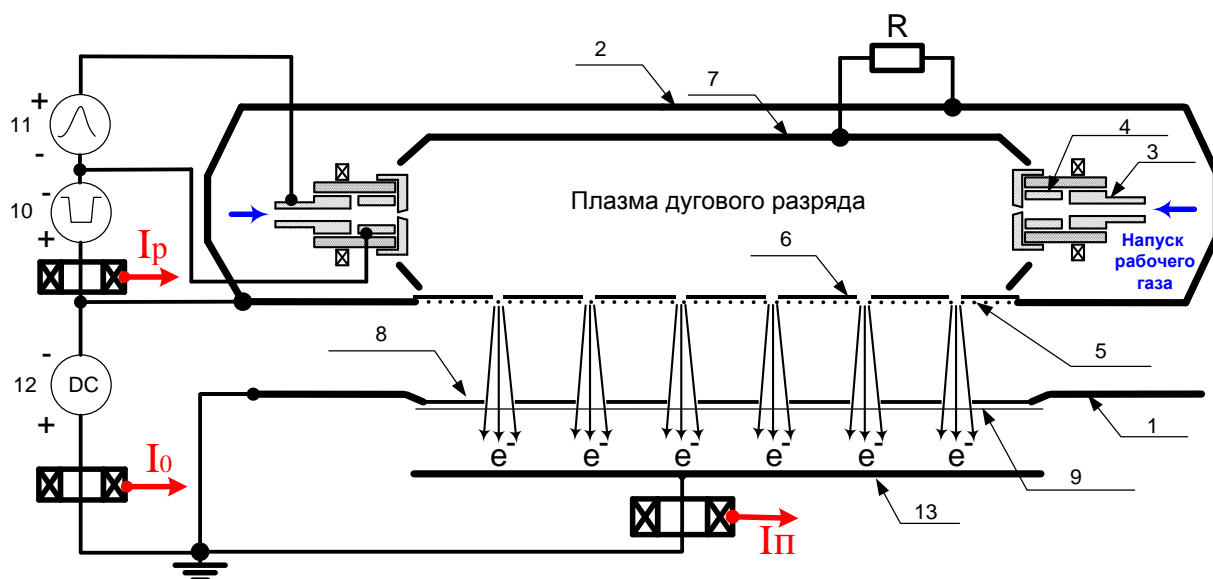 R
2
7
+
11
-
4
3
Плазма дугового разряда
-
10
+
Iр
Напуск
рабочего
газа
6
5
8
-
12
DC
+
1
e-
e-
e-
e-
e-
e-
9
I0
13
Iп